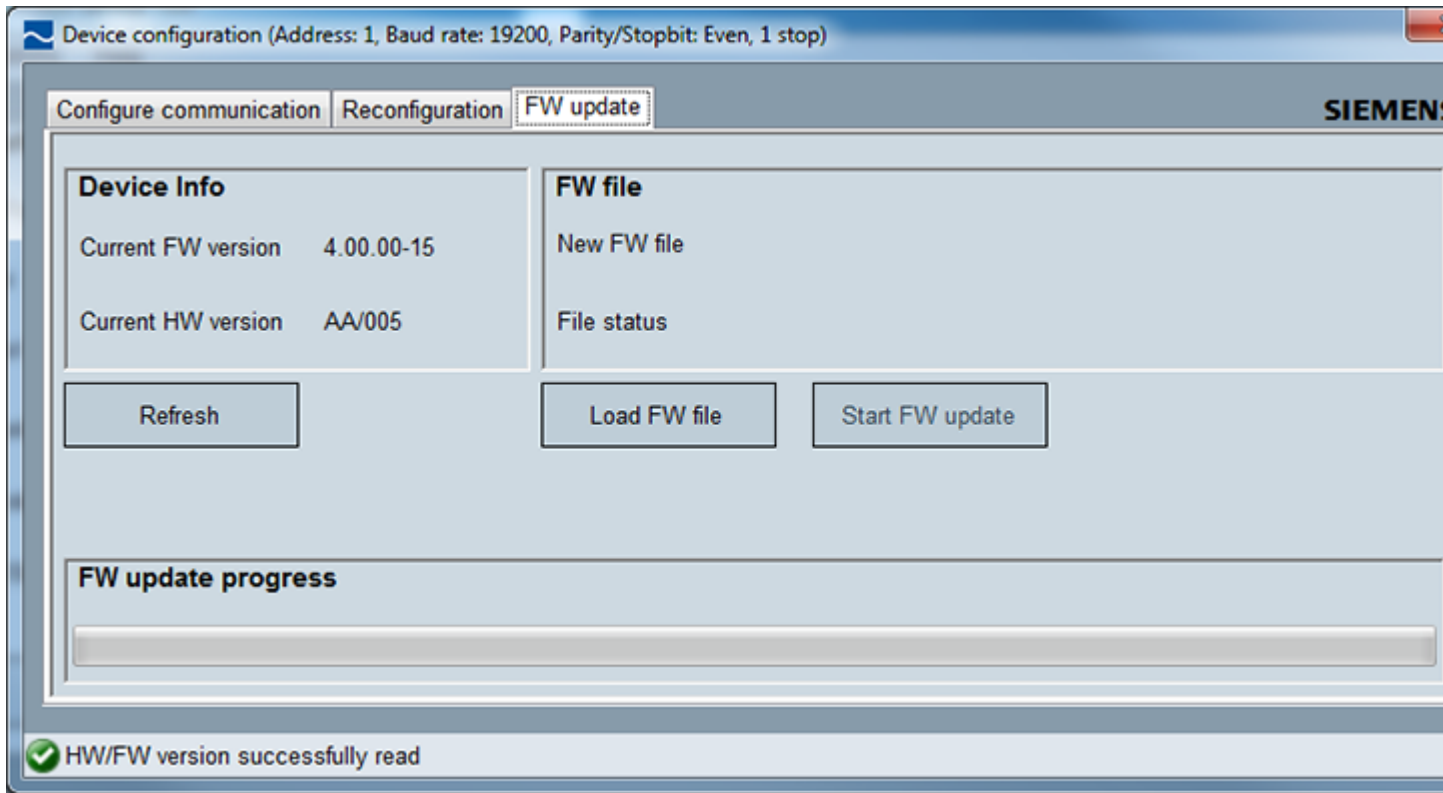 Device configuration (Address: 1, Baud rate: 19200, Parity/Stopbit: Even, 1 stop)
Configure communication Reconfiguration FW update
SIEMENS
Device Info
Current FW version 4.00.00-15
Current HW version AA/005
FW file
New FW file
File status
Refresh
Load FW file
Start FW update
FW update progress
HW/FW version successfully read